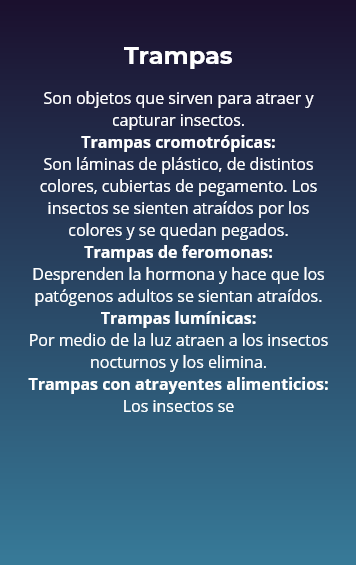 Trampas
Son objetos que sirven para atraer y
capturar insectos.
Trampas cromotrópicas:
Son láminas de plástico, de distintos
colores, cubiertas de pegamento. Los
insectos se sienten atraídos por los
colores y se quedan pegados.
Trampas de feromonas:
Desprenden la hormona y hace que los
patógenos adultos se sientan atraídos.
Trampas lumínicas:
Por medio de la luz atraen a los insectos
nocturnos y los elimina.
Trampas con atrayentes alimenticios:
Los insectos se